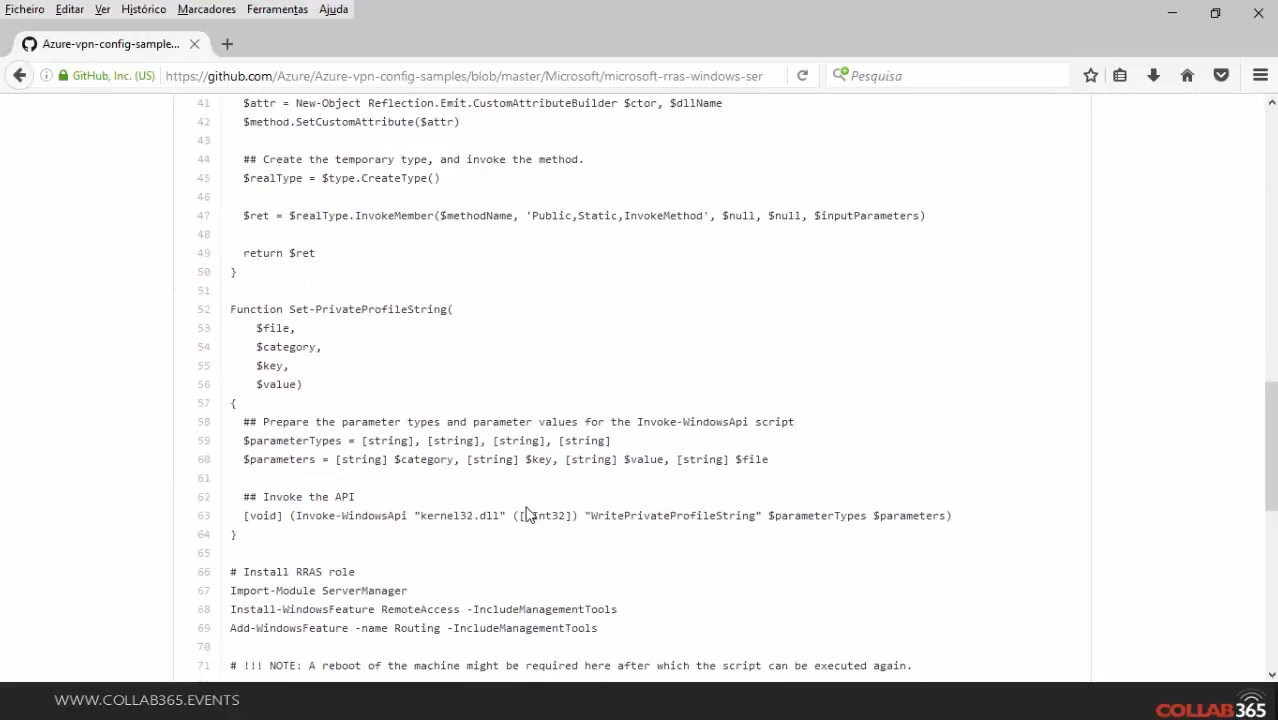 Ficheiro Editar Ver Histórico Marcadores Ferramentas Ajuda
Azure-vpn-config-sample...
GitHub, Inc. (US) https://github.com/Azure/Azure-vpn-config-samples/blob/master/Microsoft/microsoft-rras-windows-ser Pesquisa
41 $attr = New-Object Reflection.Emit.CustomAttributeBuilder $ctor, $dllName
42 $method.SetCustomAttribute($attr)
43
44 ## Create the temporary type, and invoke the method.
45 $realType = $type.CreateType()
46
47 $ret = $realType.InvokeMember($methodName, 'Public,Static,InvokeMethod', $null, $null, $inputParameters)
48
49 return $ret
50 }
51
52 Function Set-PrivateProfileString(
53 $file,
54 $category,
55 $key,
56 $value)
57 {
58 ## Prepare the parameter types and parameter values for the Invoke-WindowsApi script
59 $parameterTypes = [string], [string], [string], [string]
60 $parameters = [string] $category, [string] $key, [string] $value, [string] $file
61
62 ## Invoke the API
63 [void] (Invoke-WindowsApi "kernel32.dll" ([UInt32]) "WritePrivateProfileString" $parameterTypes $parameters)
64 }
65
66 # Install RRAS role
67 Import-Module ServerManager
68 Install-WindowsFeature RemoteAccess -IncludeManagementTools
69 Add-WindowsFeature -name Routing -IncludeManagementTools
70
71 # !!! NOTE: A reboot of the machine might be required here after which the script can be executed again.
WWW.COLLAB365.EVENTS
COLLAB365